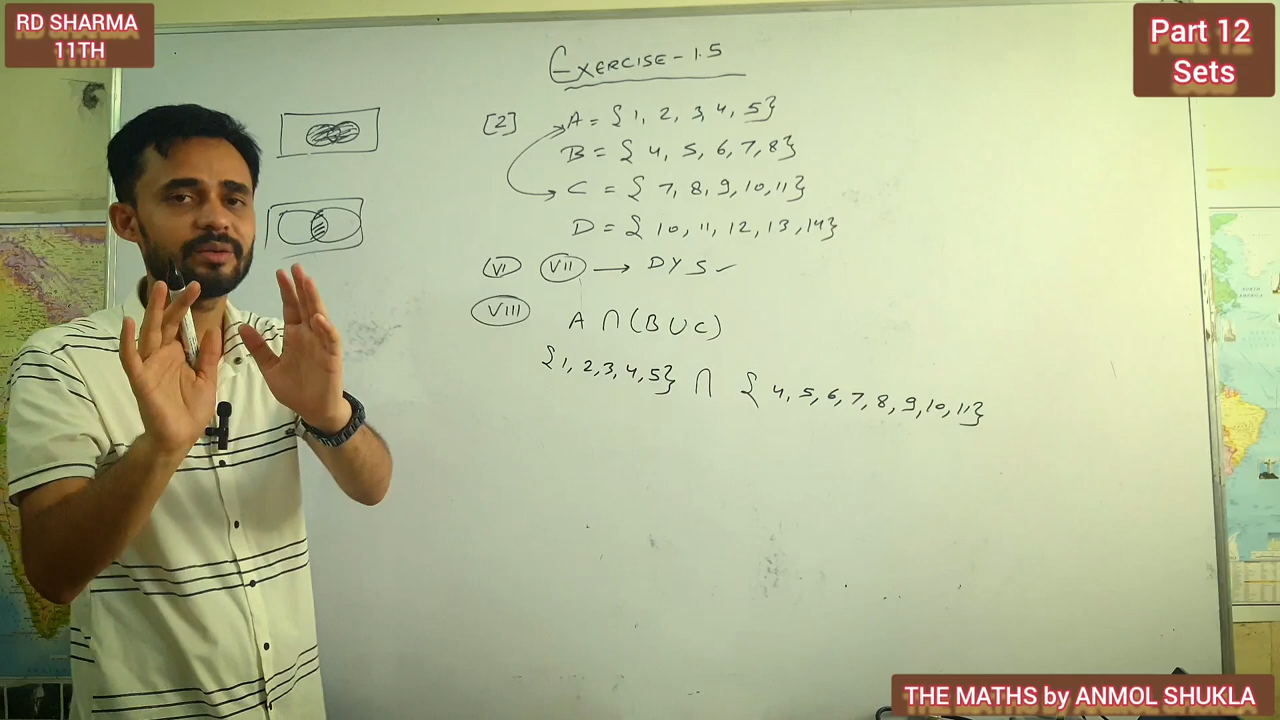 RD SHARMA
11TH
Part 12
Sets
EXERCISE - 1.5
[2] A = { 1, 2, 3, 4, 5}
B = { 4, 5, 6, 7, 8}
C = { 7, 8, 9, 10, 11}
D = { 10, 11, 12, 13, 14}
(VI) (VII) → DYS ✓
(VIII) A ∩ (B ∪ C)
{1, 2, 3, 4, 5} ∩ { 4, 5, 6, 7, 8, 9, 10, 11}
THE MATHS by ANMOL SHUKLA